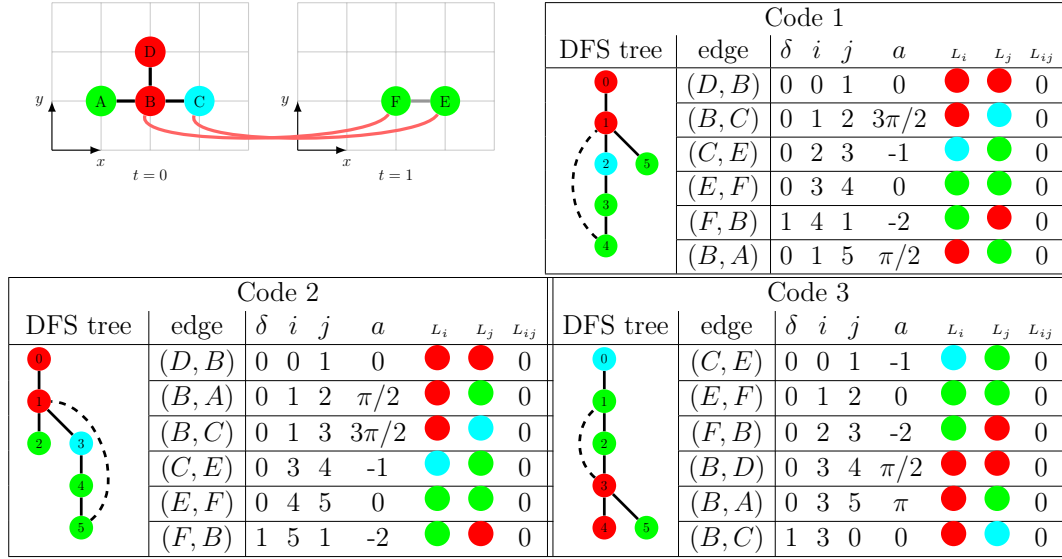 D
A B C F E
y y
x x
t = 0 t = 1
Code 1
DFS tree edge δ i j a L_i L_j L_ij
0 (D, B) 0 0 1 0 0
1 (B, C) 0 1 2 3π/2 0
2 5 (C, E) 0 2 3 -1 0
3 (E, F) 0 3 4 0 0
4 (F, B) 1 4 1 -2 0
(B, A) 0 1 5 π/2 0
Code 2
DFS tree edge δ i j a L_i L_j L_ij
0 (D, B) 0 0 1 0 0
1 (B, A) 0 1 2 π/2 0
2 3 (B, C) 0 1 3 3π/2 0
4 (C, E) 0 3 4 -1 0
5 (E, F) 0 4 5 0 0
(F, B) 1 5 1 -2 0
Code 3
DFS tree edge δ i j a L_i L_j L_ij
0 (C, E) 0 0 1 -1 0
1 (E, F) 0 1 2 0 0
2 (F, B) 0 2 3 -2 0
3 (B, D) 0 3 4 π/2 0
4 5 (B, A) 0 3 5 π 0
(B, C) 1 3 0 0 0